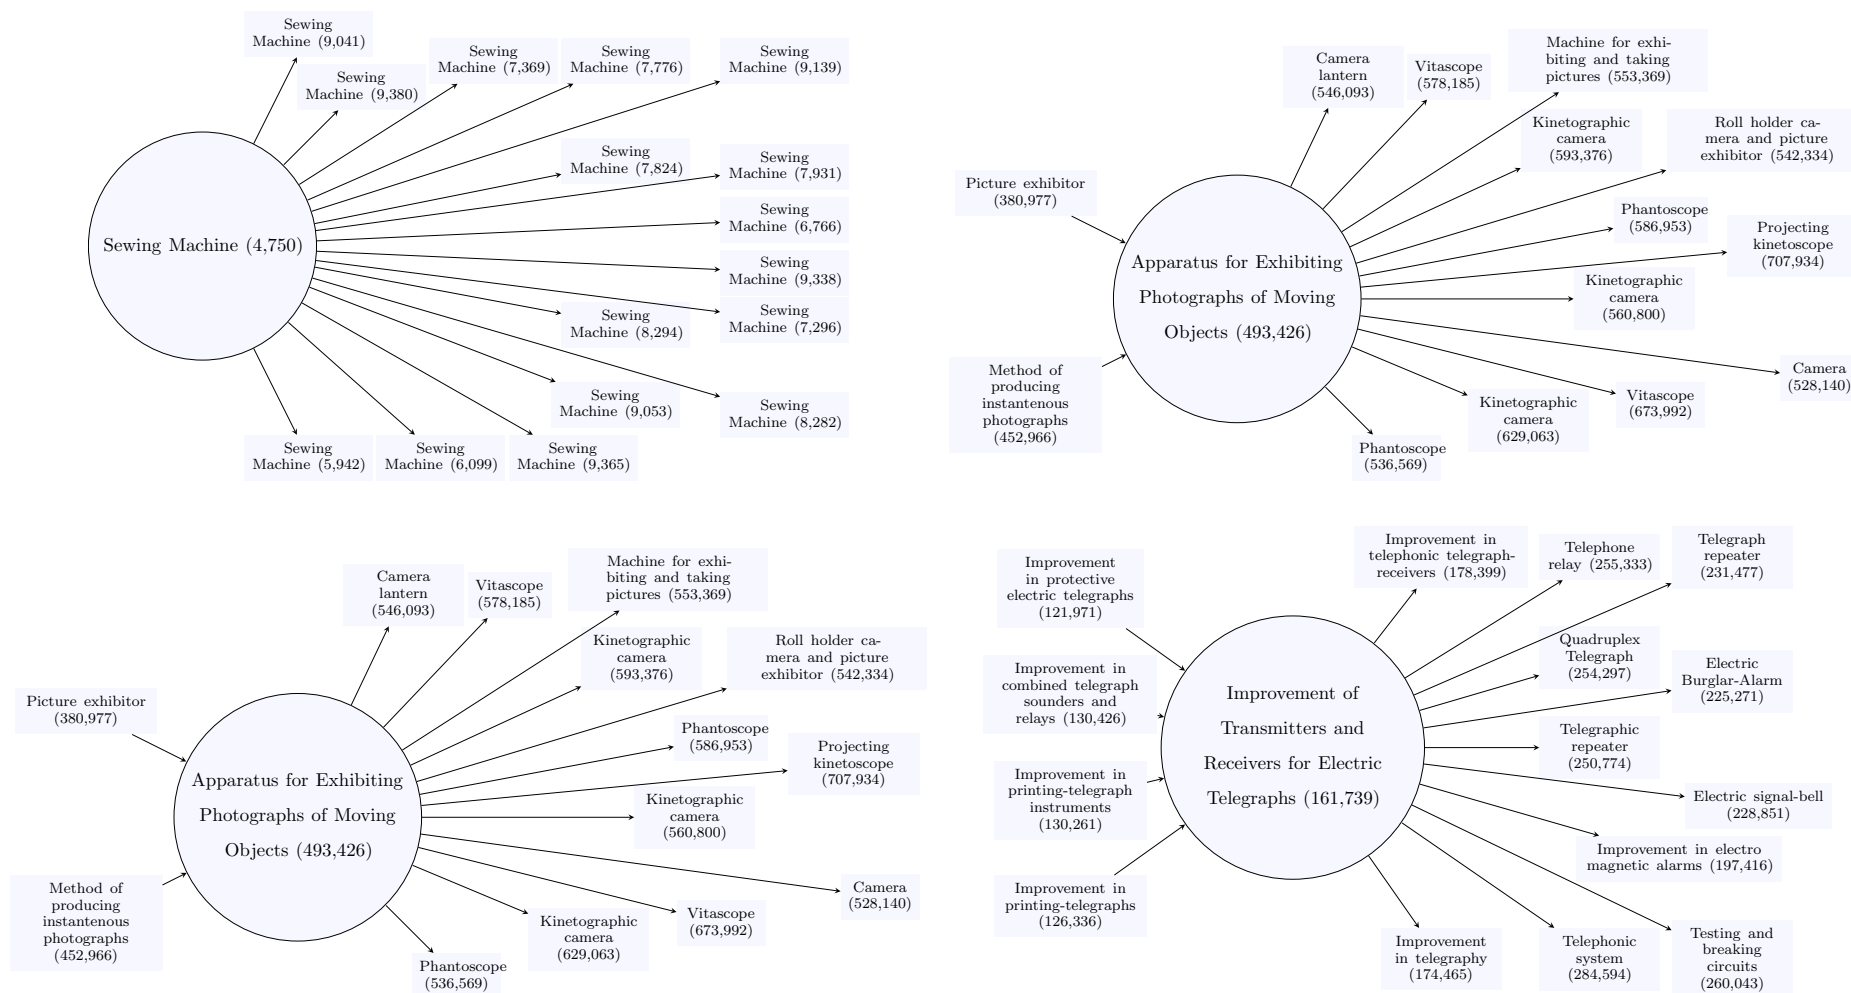 Sewing
Machine (9,041)
Sewing
Machine (9,380)
Sewing
Machine (7,369)
Sewing
Machine (7,776)
Sewing
Machine (9,139)
Sewing
Machine (7,824)
Sewing
Machine (7,931)
Sewing
Machine (6,766)
Sewing Machine (4,750)
Sewing
Machine (9,338)
Sewing
Machine (8,294)
Sewing
Machine (7,296)
Sewing
Machine (9,053)
Sewing
Machine (8,282)
Sewing
Machine (5,942)
Sewing
Machine (6,099)
Sewing
Machine (9,365)
Camera
lantern
(546,093)
Vitascope
(578,185)
Machine for exhi-
biting and taking
pictures (553,369)
Kinetographic
camera
(593,376)
Roll holder ca-
mera and picture
exhibitor (542,334)
Picture exhibitor
(380,977)
Phantoscope
(586,953)
Projecting
kinetoscope
(707,934)
Apparatus for Exhibiting
Photographs of Moving
Objects (493,426)
Kinetographic
camera
(560,800)
Method of
producing
instantenous
photographs
(452,966)
Camera
(528,140)
Vitascope
(673,992)
Kinetographic
camera
(629,063)
Phantoscope
(536,569)
Camera
lantern
(546,093)
Vitascope
(578,185)
Machine for exhi-
biting and taking
pictures (553,369)
Kinetographic
camera
(593,376)
Roll holder ca-
mera and picture
exhibitor (542,334)
Picture exhibitor
(380,977)
Phantoscope
(586,953)
Projecting
kinetoscope
(707,934)
Apparatus for Exhibiting
Photographs of Moving
Objects (493,426)
Kinetographic
camera
(560,800)
Method of
producing
instantenous
photographs
(452,966)
Camera
(528,140)
Vitascope
(673,992)
Kinetographic
camera
(629,063)
Phantoscope
(536,569)
Improvement
in protective
electric telegraphs
(121,971)
Improvement in
telephonic telegraph-
receivers (178,399)
Telephone
relay (255,333)
Telegraph
repeater
(231,477)
Improvement in
combined telegraph
sounders and
relays (130,426)
Quadruplex
Telegraph
(254,297)
Electric
Burglar-Alarm
(225,271)
Improvement of
Transmitters and
Receivers for Electric
Telegraphs (161,739)
Telegraphic
repeater
(250,774)
Improvement in
printing-telegraph
instruments
(130,261)
Electric signal-bell
(228,851)
Improvement in electro
magnetic alarms (197,416)
Improvement in
printing-telegraphs
(126,336)
Improvement
in telegraphy
(174,465)
Telephonic
system
(284,594)
Testing and
breaking
circuits
(260,043)